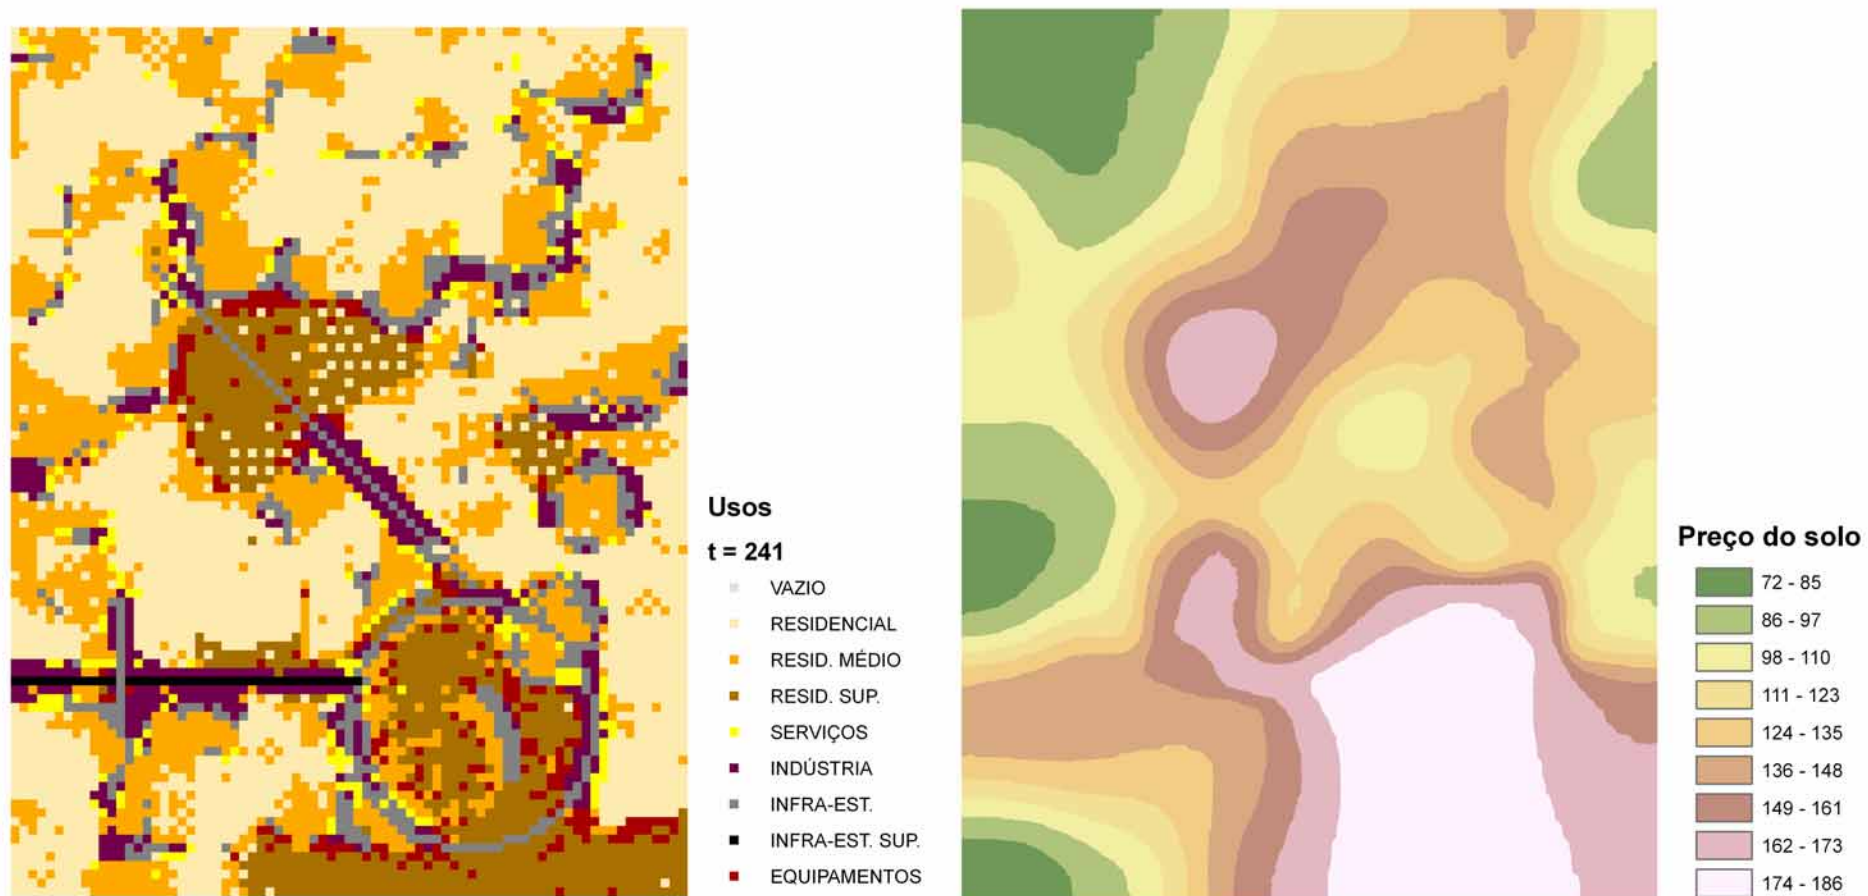 Usos
t = 241
VAZIO
RESIDENCIAL
RESID. MÉDIO
RESID. SUP.
SERVIÇOS
INDÚSTRIA
INFRA-EST.
INFRA-EST. SUP.
EQUIPAMENTOS
Preço do solo
72 - 85
86 - 97
98 - 110
111 - 123
124 - 135
136 - 148
149 - 161
162 - 173
174 - 186